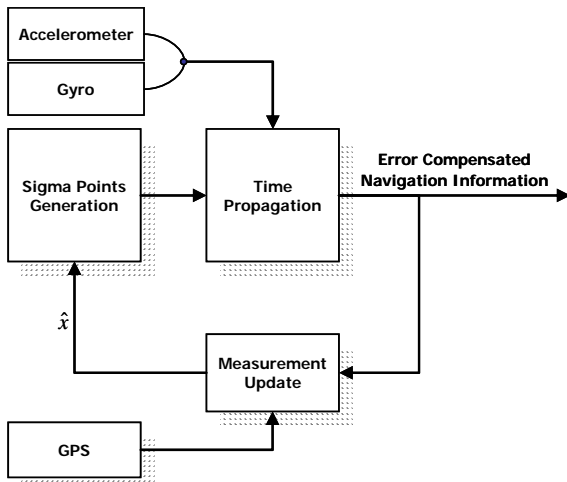 Accelerometer
Gyro
Sigma Points
Generation
Time
Propagation
Error Compensated
Navigation Information
x̂
Measurement
Update
GPS